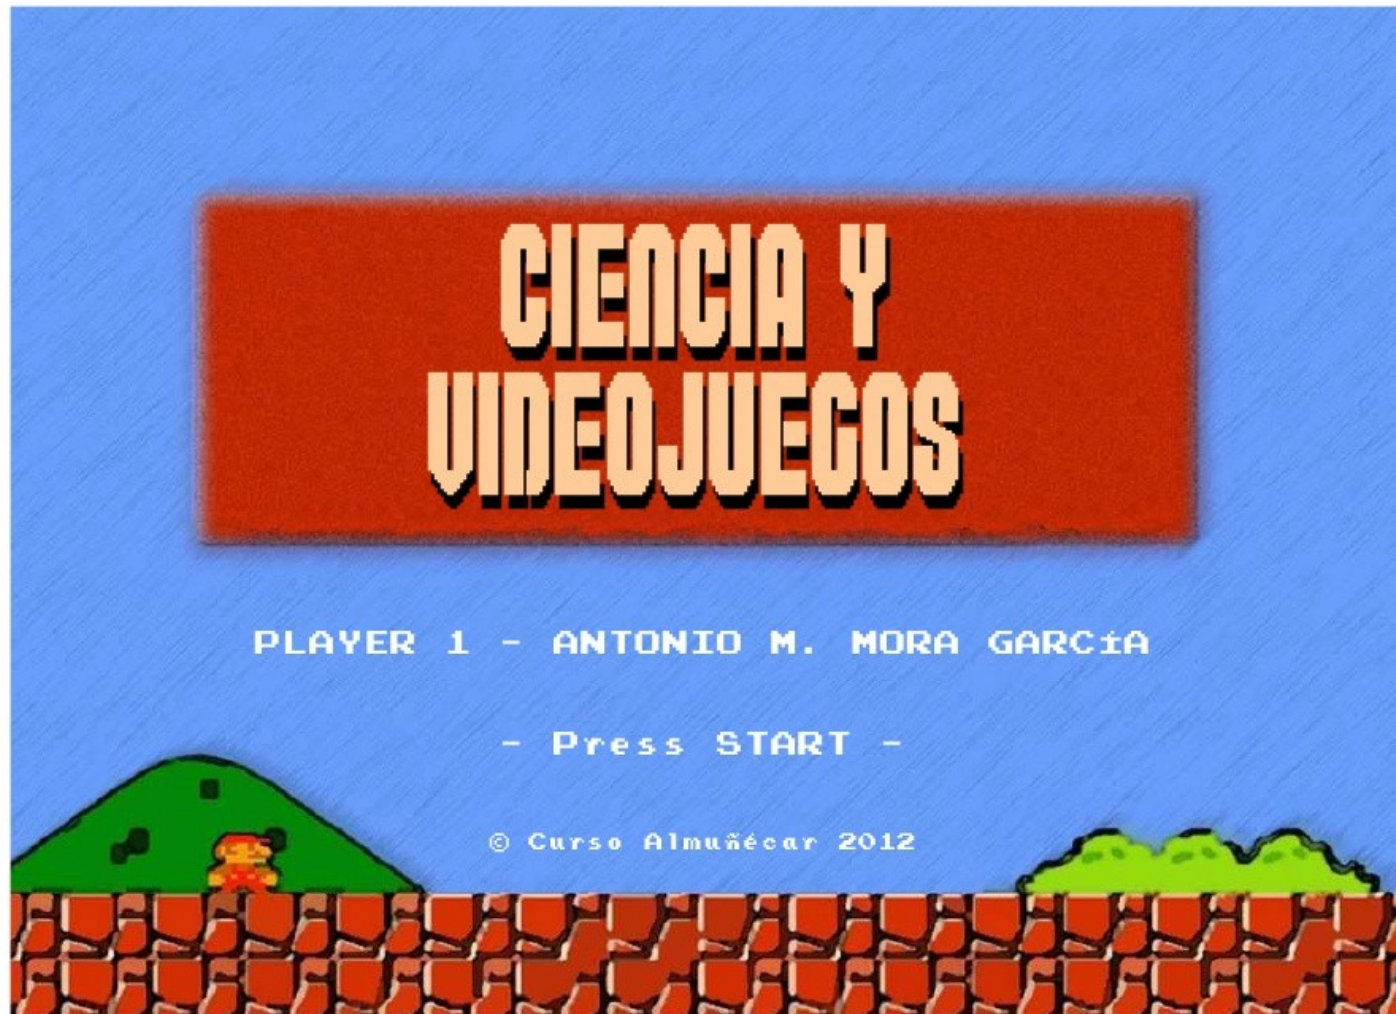 CIENCIA Y
VIDEOJUEGOS
PLAYER 1 - ANTONIO M. MORA GARCíA
- Press START -
© Curso Almuñécar 2012